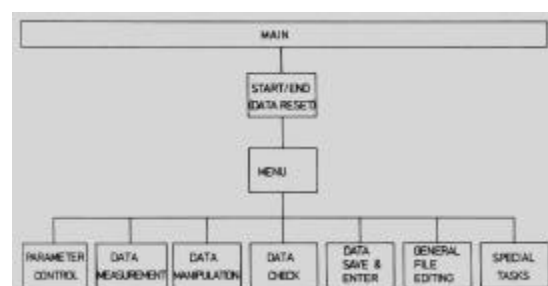 MAIN
START/END
(DATA RESET)
MENU
PARAMETER
CONTROL
DATA
MEASUREMENT
DATA
MANIPULATION
DATA
CHECK
DATA
SAVE &
ENTER
GENERAL
FILE
EDITING
SPECIAL
TASKS